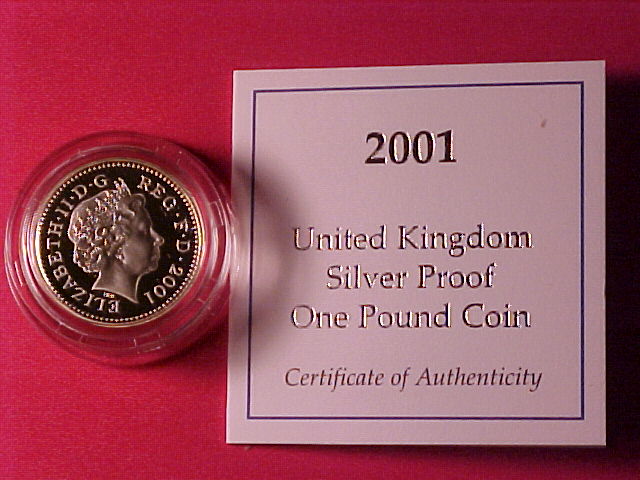 ELIZABETH·II·D·G REG·F·D·2001
2001
United Kingdom
Silver Proof
One Pound Coin
Certificate of Authenticity